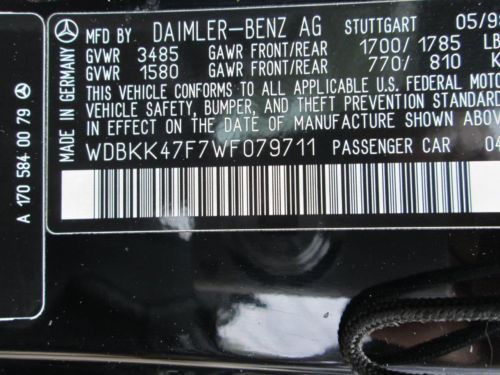 MFD BY DAIMLER-BENZ AG STUTTGART 05/9
GVWR 3485 GAWR FRONT/REAR 1700/ 1785 LB
GVWR 1580 GAWR FRONT/REAR 770/ 810 K
THIS VEHICLE CONFORMS TO ALL APPLICABLE U.S. FEDERAL MOTO
VEHICLE SAFETY, BUMPER, AND THEFT PREVENTION STANDARD
IN EFFECT ON THE DATE OF MANUFACTURE SHOWN ABOV
WDBKK47F7WF079711 PASSENGER CAR 04
MADE IN GERMANY
A 170 584 00 79